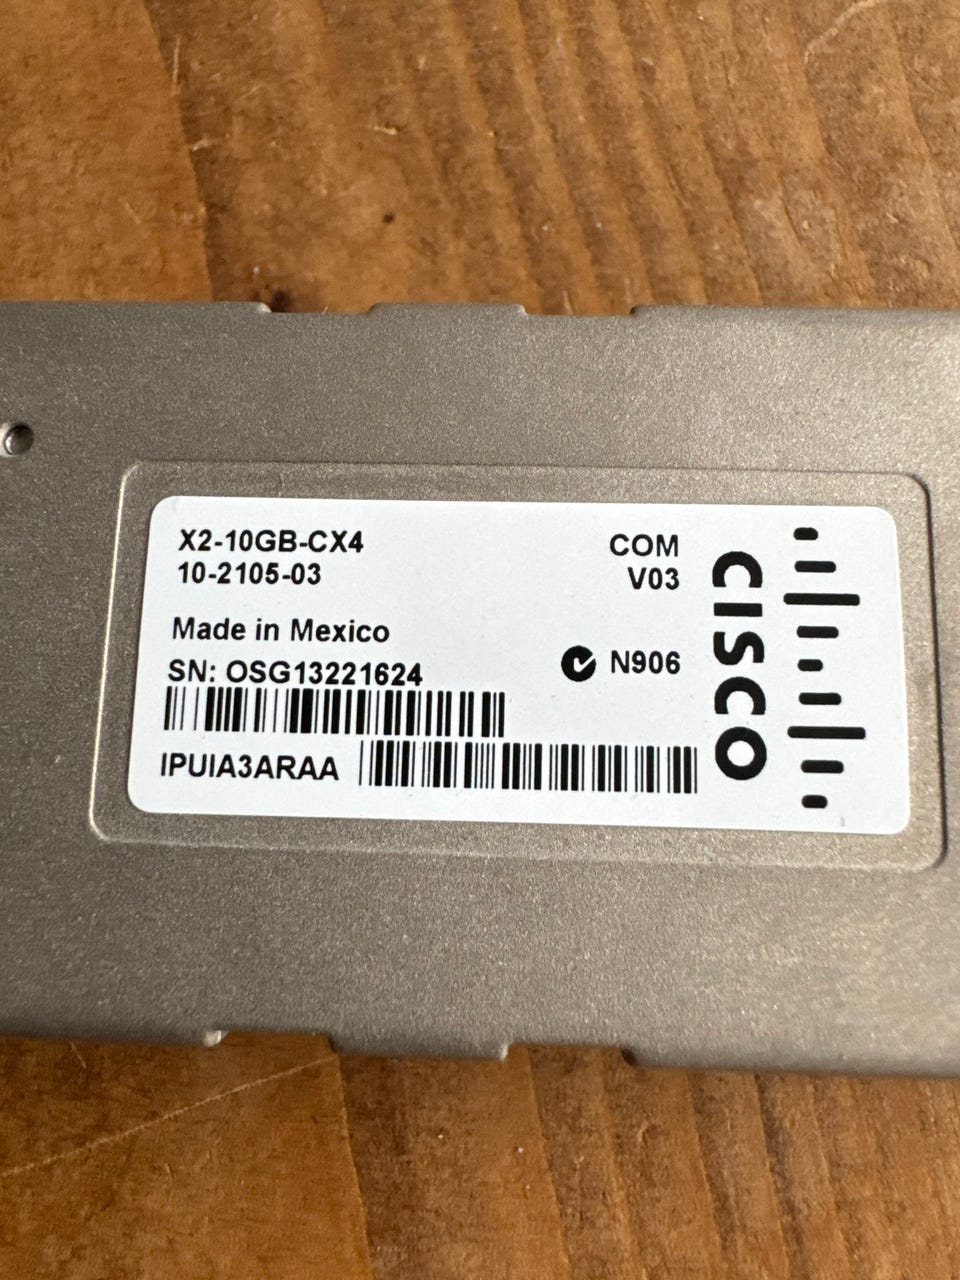 X2-10GB-CX4
10-2105-03
COM
V03
Made in Mexico
SN: OSG13221624
N906
IPUIA3ARAA
CISCO